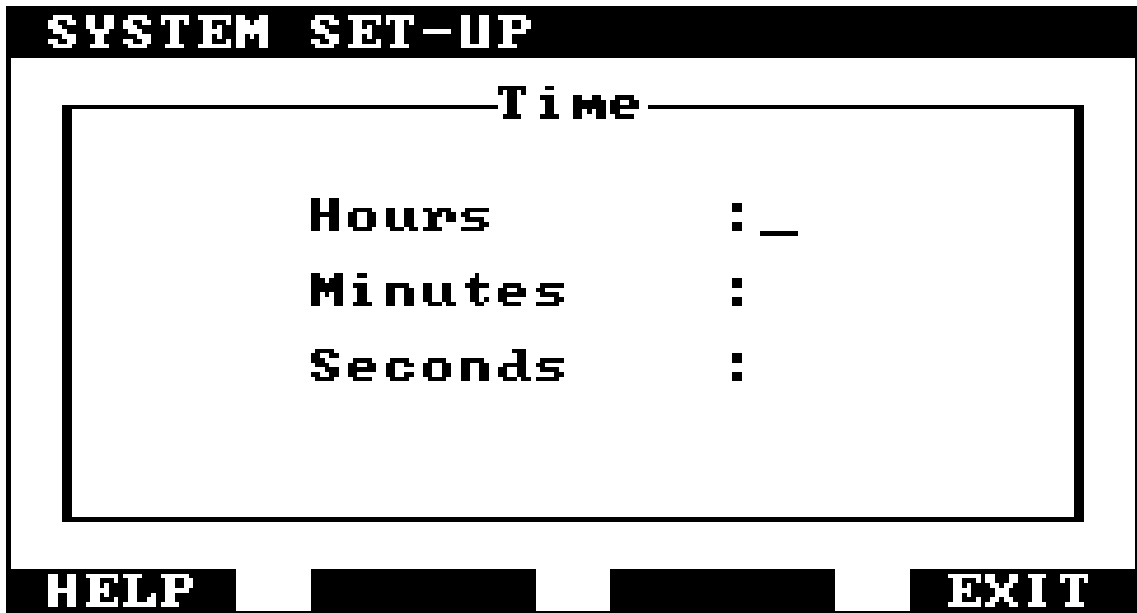 SYSTEM SET-UP
Time
Hours :_
Minutes :
Seconds :
HELP EXIT